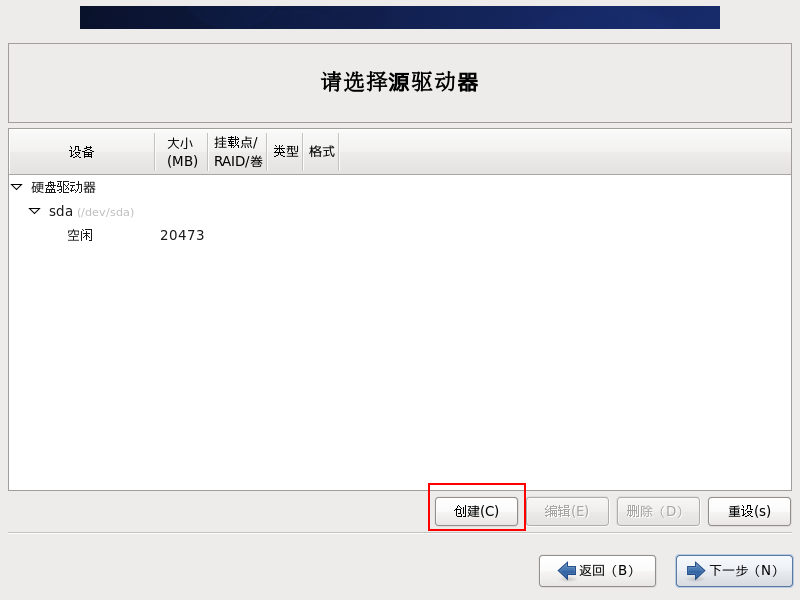 请选择源驱动器
设备
大小
(MB)
挂载点/
RAID/卷
类型
格式
硬盘驱动器
sda (/dev/sda)
空闲 20473
创建(C) 编辑(E) 删除（D） 重设(s)
返回（B） 下一步（N）